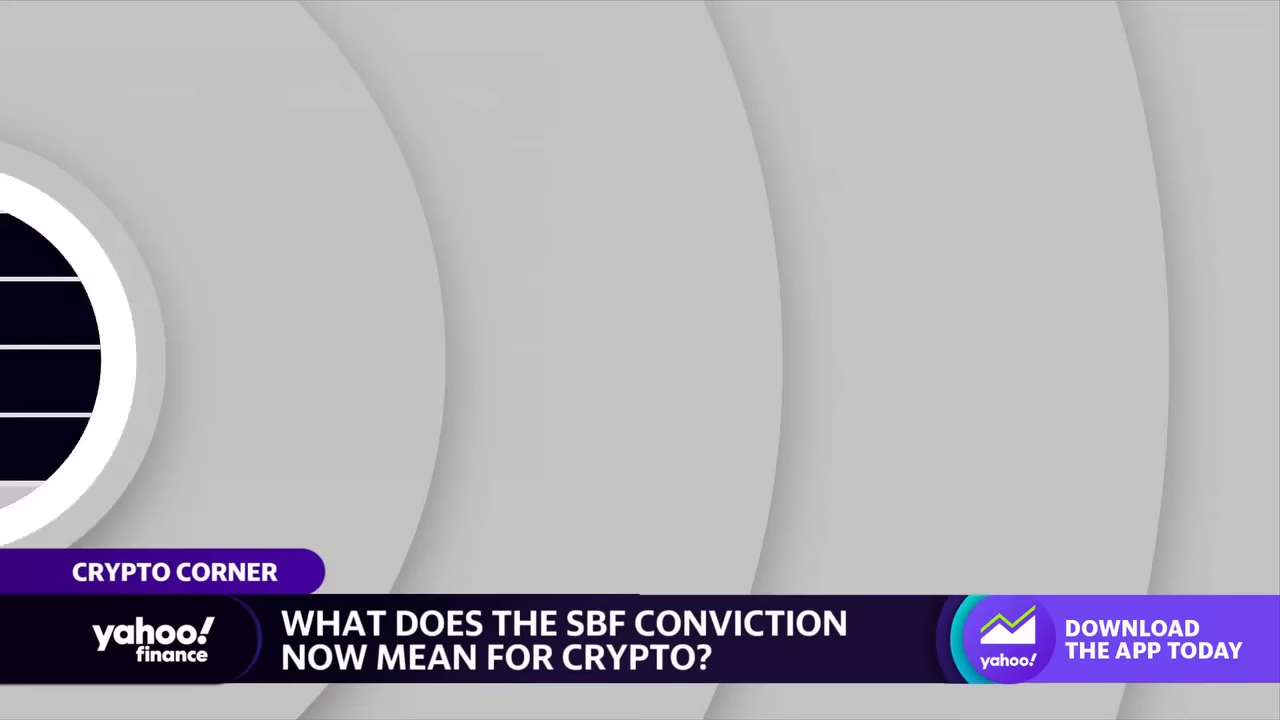 CRYPTO CORNER
yahoo!
finance
WHAT DOES THE SBF CONVICTION
NOW MEAN FOR CRYPTO?
yahoo!
DOWNLOAD
THE APP TODAY